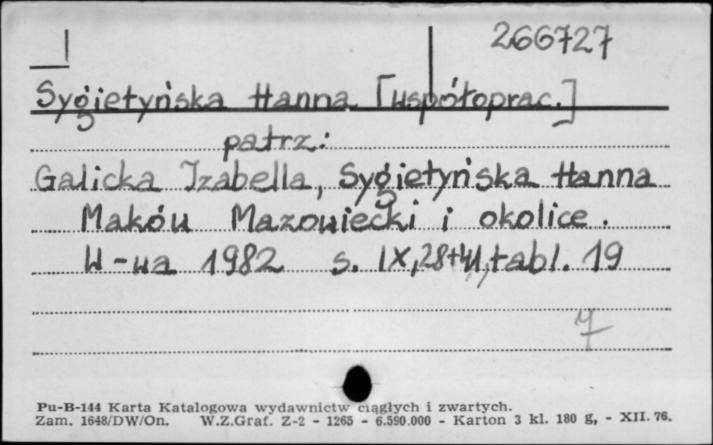 266727
Sygietyńska Hanna [współoprac.]
patrz:
Galicka Izabella, Sygietyńska Hanna
Maków Mazowiecki i okolice.
W-wa 1982 s. IX, 28+41, tabl. 19
7
Pu-B-144 Karta Katalogowa wydawnictw ciągłych i zwartych.
Zam. 1648/DW/On. W.Z.Graf. Z-2 - 1265 - 6.590.000 - Karton 3 kl. 180 g, - XII. 76.